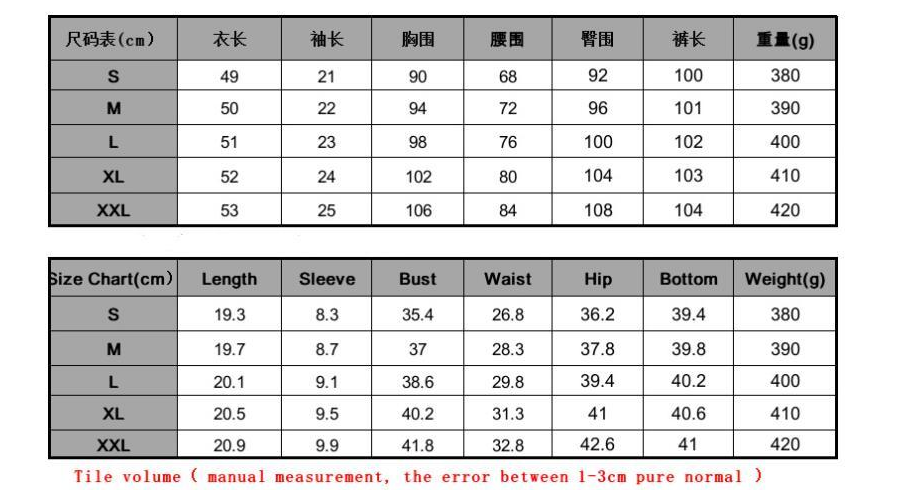 尺码表(cm) 衣长 袖长 胸围 腰围 臀围 裤长 重量(g)
S 49 21 90 68 92 100 380
M 50 22 94 72 96 101 390
L 51 23 98 76 100 102 400
XL 52 24 102 80 104 103 410
XXL 53 25 106 84 108 104 420
Size Chart(cm) Length Sleeve Bust Waist Hip Bottom Weight(g)
S 19.3 8.3 35.4 26.8 36.2 39.4 380
M 19.7 8.7 37 28.3 37.8 39.8 390
L 20.1 9.1 38.6 29.8 39.4 40.2 400
XL 20.5 9.5 40.2 31.3 41 40.6 410
XXL 20.9 9.9 41.8 32.8 42.6 41 420
Tile volume ( manual measurement, the error between 1-3cm pure normal )